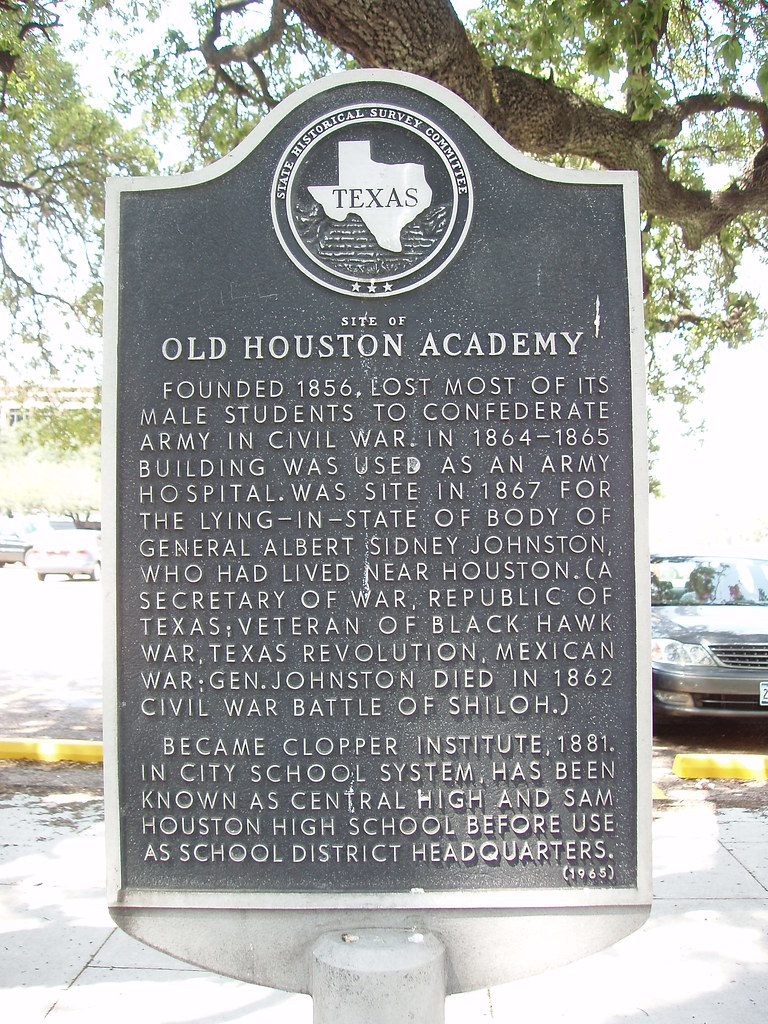 STATE HISTORICAL SURVEY COMMITTEE
TEXAS
SITE OF
OLD HOUSTON ACADEMY
FOUNDED 1856, LOST MOST OF ITS
MALE STUDENTS TO CONFEDERATE
ARMY IN CIVIL WAR. IN 1864-1865
BUILDING WAS USED AS AN ARMY
HOSPITAL. WAS SITE IN 1867 FOR
THE LYING-IN-STATE OF BODY OF
GENERAL ALBERT SIDNEY JOHNSTON,
WHO HAD LIVED NEAR HOUSTON. (A
SECRETARY OF WAR, REPUBLIC OF
TEXAS; VETERAN OF BLACK HAWK
WAR, TEXAS REVOLUTION, MEXICAN
WAR; GEN. JOHNSTON DIED IN 1862
CIVIL WAR BATTLE OF SHILOH.)
BECAME CLOPPER INSTITUTE, 1881.
IN CITY SCHOOL SYSTEM, HAS BEEN
KNOWN AS CENTRAL HIGH AND SAM
HOUSTON HIGH SCHOOL BEFORE USE
AS SCHOOL DISTRICT HEADQUARTERS.
(1965)